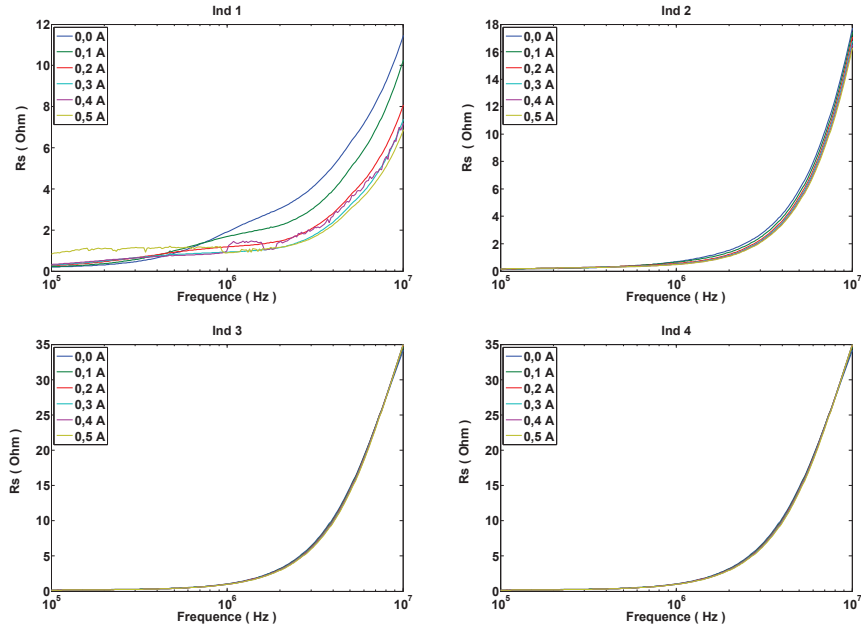 Ind 1
12
10
8
6
4
2
0
Rs ( Ohm )
0,0 A
0,1 A
0,2 A
0,3 A
0,4 A
0,5 A
10^5
10^6
10^7
Frequence ( Hz )
Ind 2
18
16
14
12
10
8
6
4
2
0
Rs ( Ohm )
0,0 A
0,1 A
0,2 A
0,3 A
0,4 A
0,5 A
10^5
10^6
10^7
Frequence ( Hz )
Ind 3
35
30
25
20
15
10
5
0
Rs ( Ohm )
0,0 A
0,1 A
0,2 A
0,3 A
0,4 A
0,5 A
10^5
10^6
10^7
Frequence ( Hz )
Ind 4
35
30
25
20
15
10
5
0
Rs ( Ohm )
0,0 A
0,1 A
0,2 A
0,3 A
0,4 A
0,5 A
10^5
10^6
10^7
Frequence ( Hz )